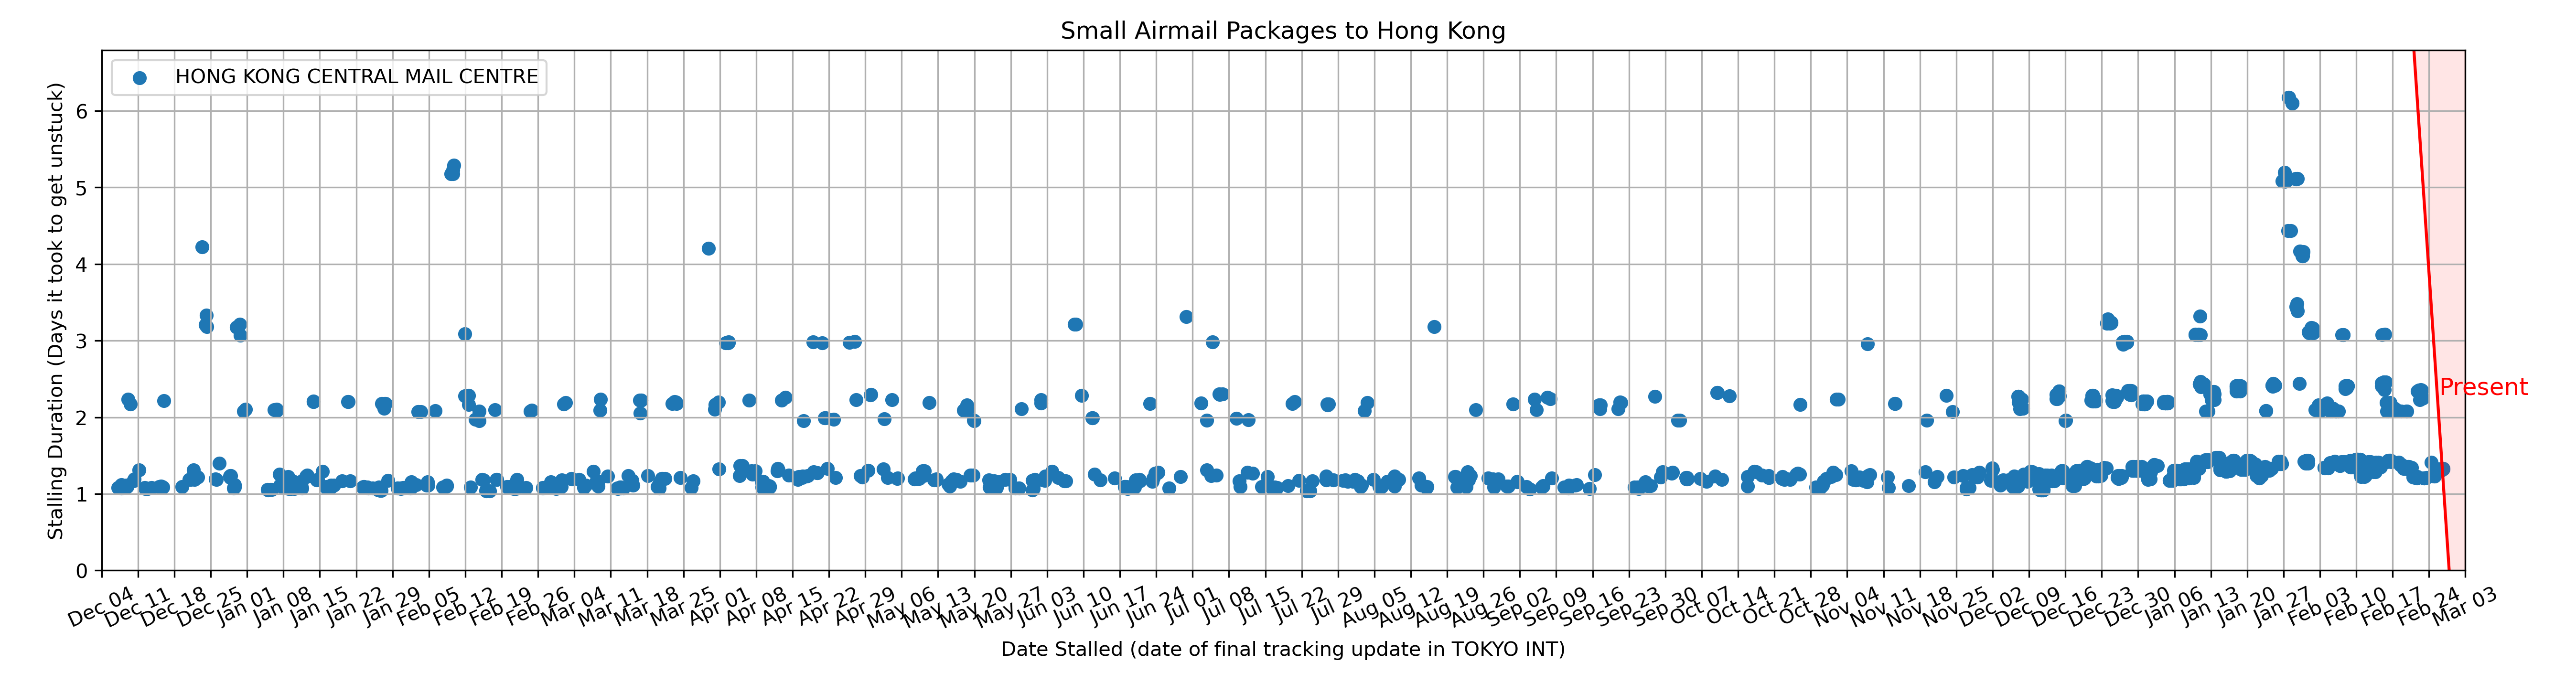 Small Airmail Packages to Hong Kong
HONG KONG CENTRAL MAIL CENTRE
Stalling Duration (Days it took to get unstuck)
6
5
4
3
2
1
0
Present
Dec 04 Dec 11 Dec 18 Dec 25 Jan 01 Jan 08 Jan 15 Jan 22 Jan 29 Feb 05 Feb 12 Feb 19 Feb 26 Mar 04 Mar 11 Mar 18 Mar 25 Apr 01 Apr 08 Apr 15 Apr 22 Apr 29 May 06 May 13 May 20 May 27 Jun 03 Jun 10 Jun 17 Jun 24 Jul 01 Jul 08 Jul 15 Jul 22 Jul 29 Aug 05 Aug 12 Aug 19 Aug 26 Sep 02 Sep 09 Sep 16 Sep 23 Sep 30 Oct 07 Oct 14 Oct 21 Oct 28 Nov 04 Nov 11 Nov 18 Nov 25 Dec 02 Dec 09 Dec 16 Dec 23 Dec 30 Jan 06 Jan 13 Jan 20 Jan 27 Feb 03 Feb 10 Feb 17 Feb 24 Mar 03
Date Stalled (date of final tracking update in TOKYO INT)